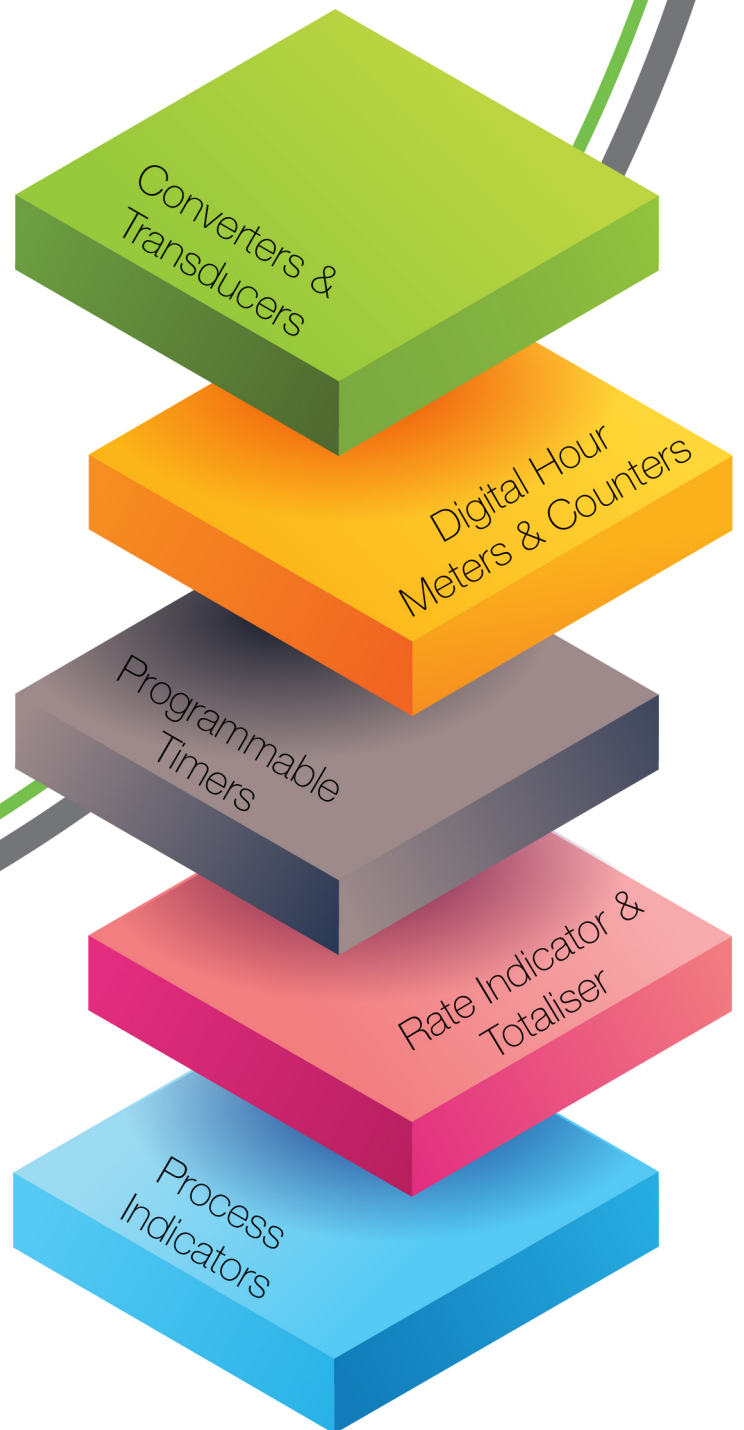 Converters &
Transducers
Digital Hour
Meters & Counters
Programmable
Timers
Rate Indicator &
Totaliser
Process
Indicators